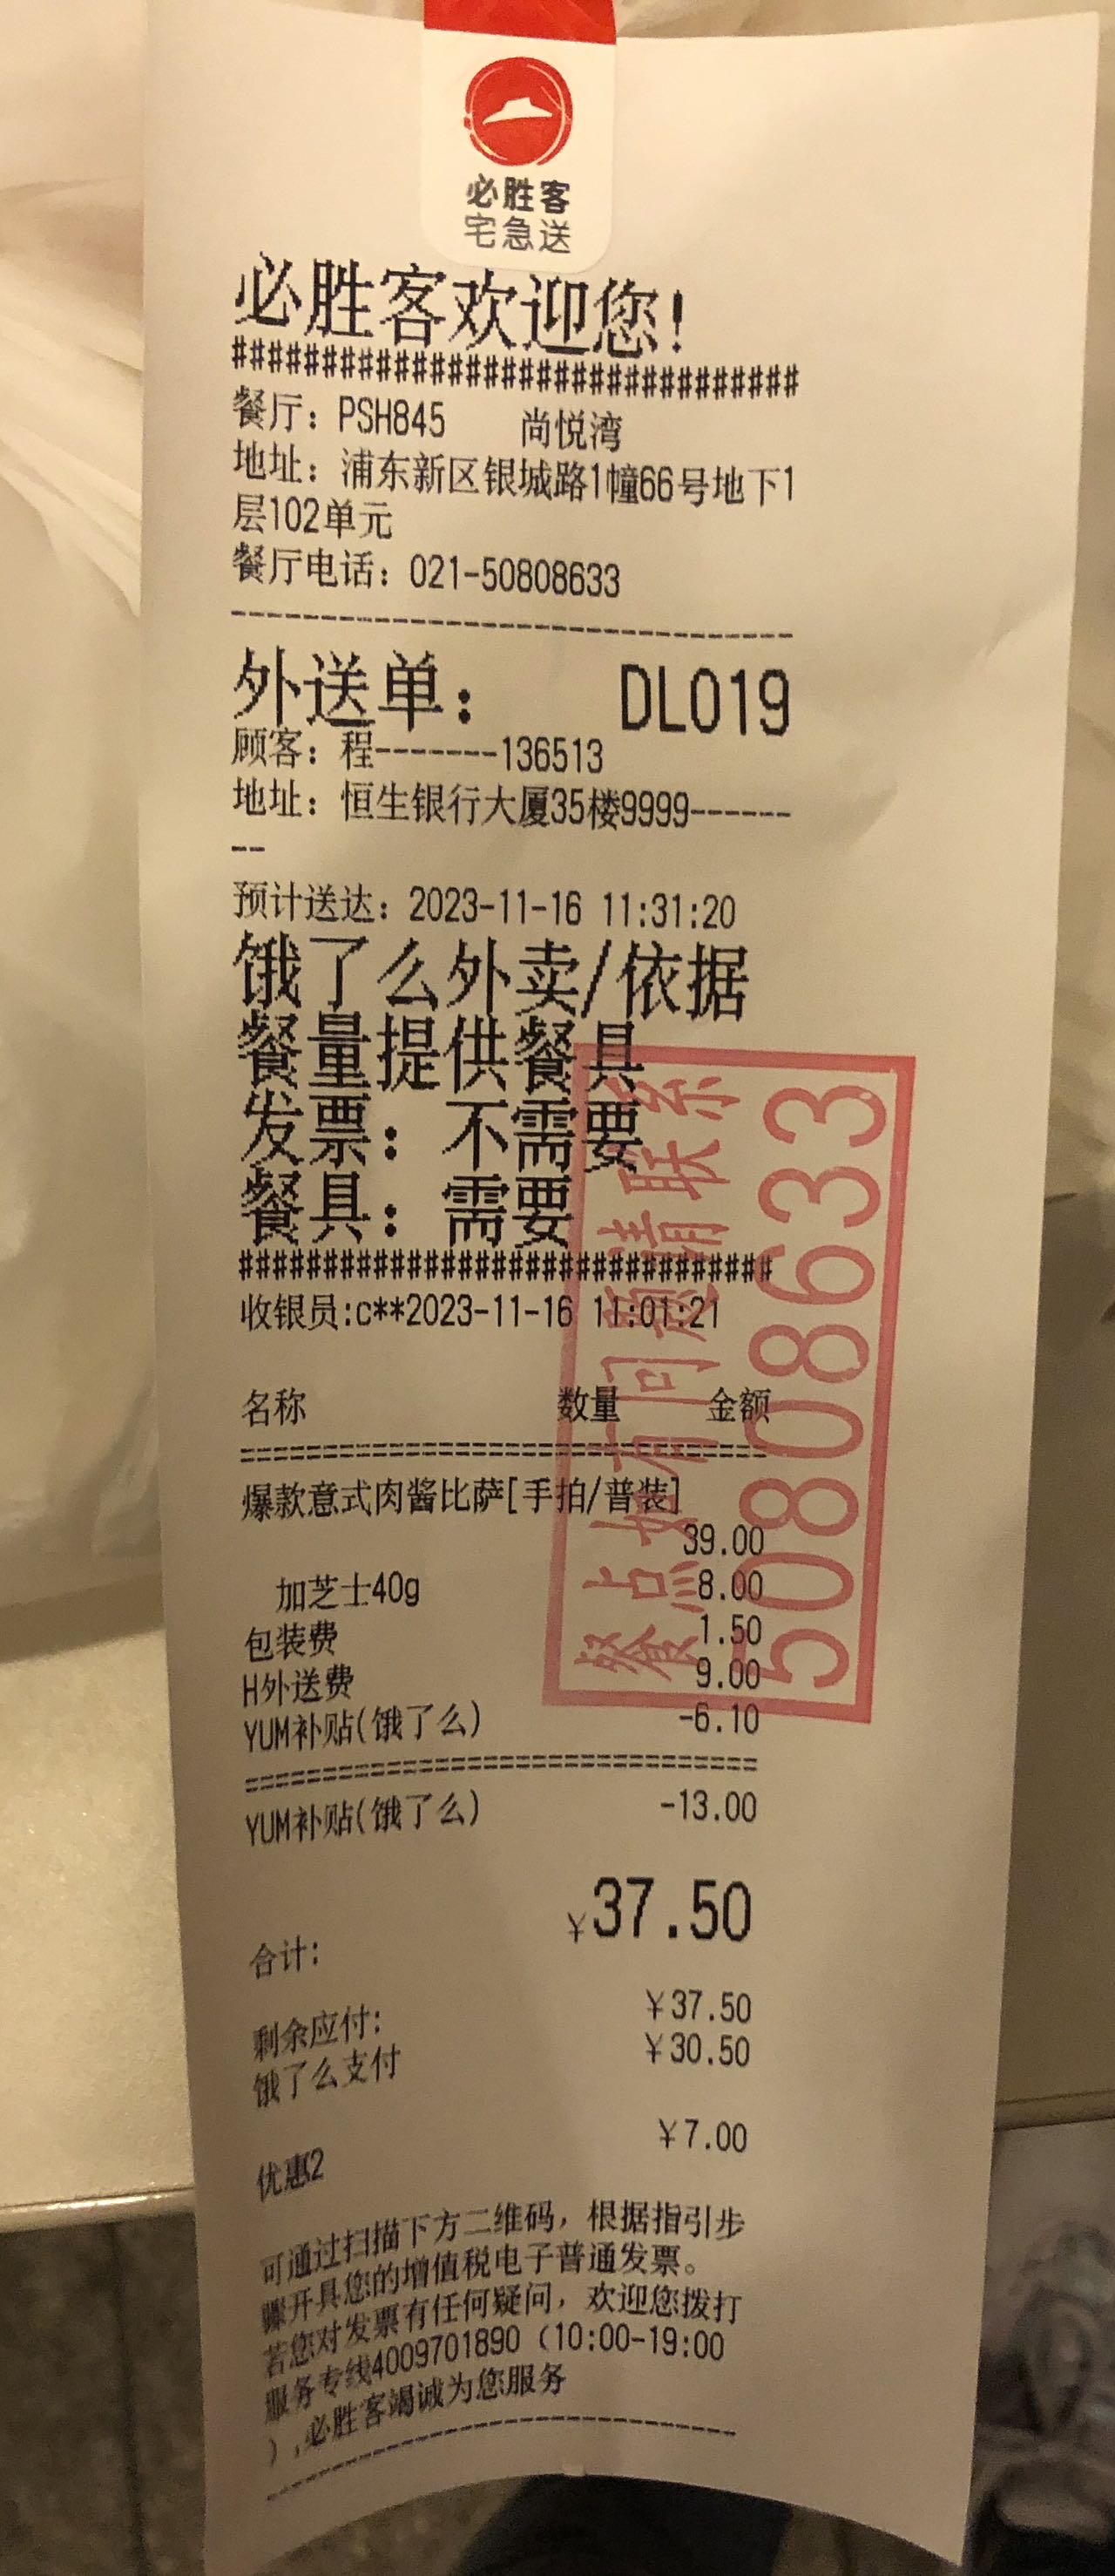 必胜客
宅急送
必胜客欢迎您!
################################
餐厅: PSH845 尚悦湾
地址: 浦东新区银城路1幢66号地下1
层102单元
餐厅电话: 021-50808633
--------------------------------
外送单: DL019
顾客: 程-------136513
地址: 恒生银行大厦35楼9999------
--
预计送达: 2023-11-16 11:31:20
饿了么外卖/依据
餐量提供餐具
发票: 不需要
餐具: 需要
################################
收银员:c**2023-11-16 11:01:21
名称 数量 金额
================================
爆款意式肉酱比萨[手拍/普装]
39.00
加芝士40g 8.00
包装费 1.50
H外送费 9.00
YUM补贴(饿了么) -6.10
================================
YUM补贴(饿了么) -13.00
合计: ¥37.50
剩余应付: ¥37.50
饿了么支付 ¥30.50
优惠2 ¥7.00
可通过扫描下方二维码，根据指引步
骤开具您的增值税电子普通发票。
若您对发票有任何疑问，欢迎您拨打
服务专线4009701890（10:00-19:00
）,必胜客竭诚为您服务
--------------------------------
餐点如有问题请联系
50808633